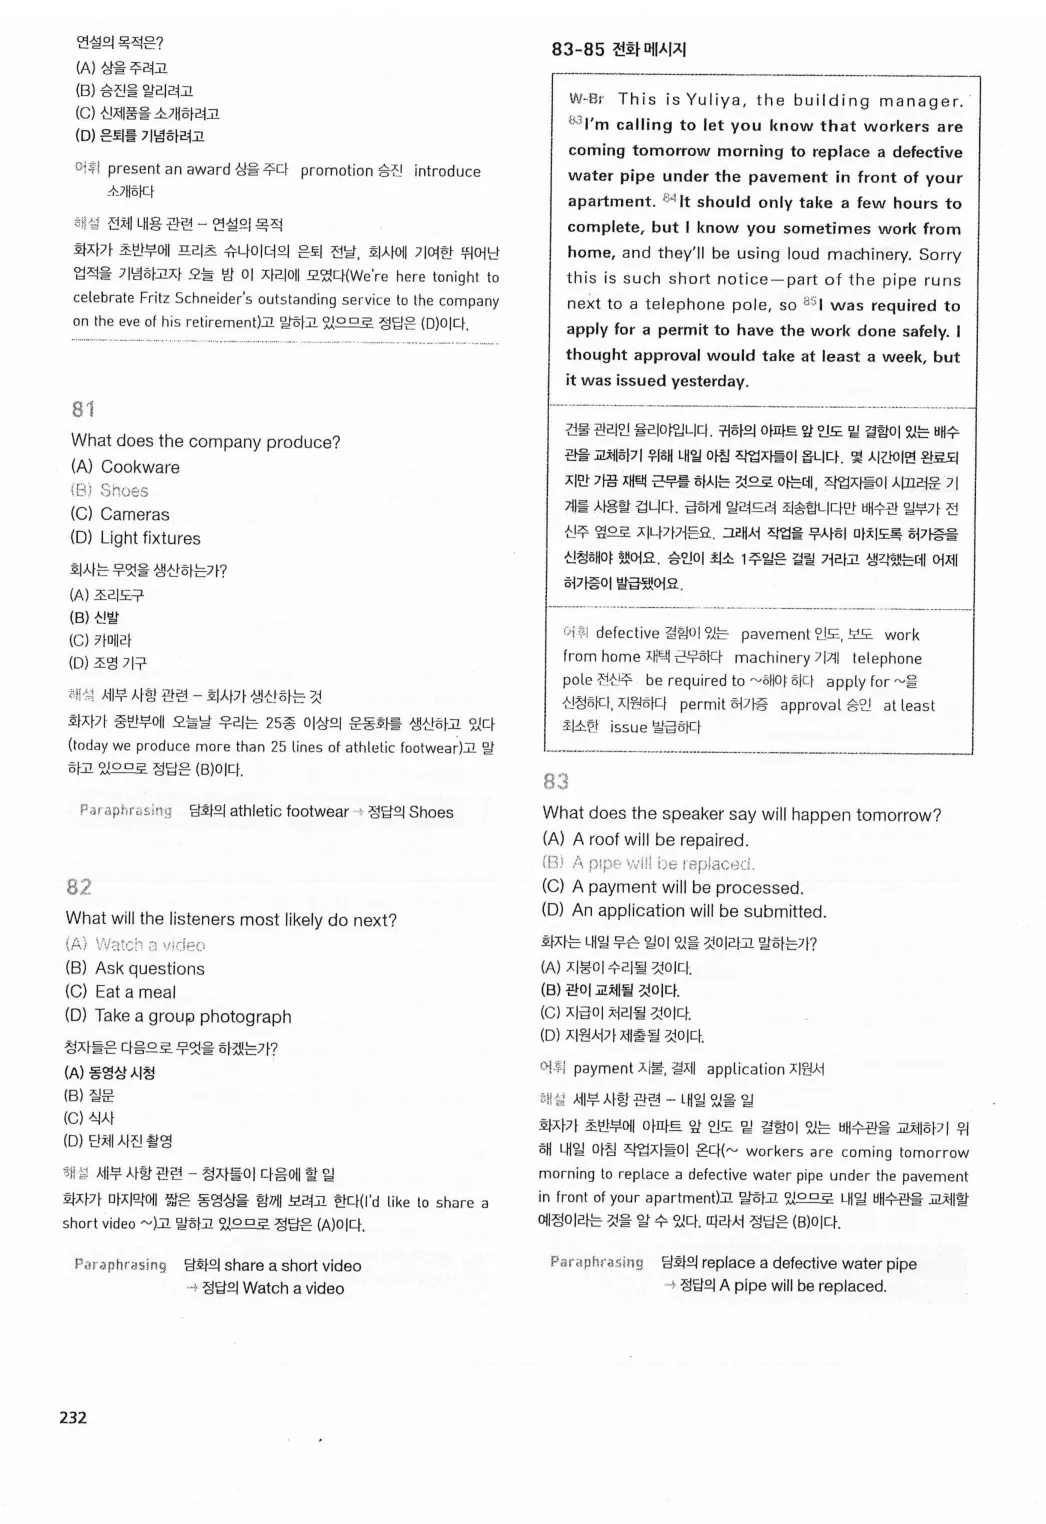 연설의 목적은?
(A) 상을 주려고
(B) 승진을 알리려고
(C) 신제품을 소개하려고
(D) 은퇴를 기념하려고
어휘 present an award 상을 주다 promotion 승진 introduce
소개하다
해설 전체 내용 관련 – 연설의 목적
화자가 초반부에 프리츠 슈나이더의 은퇴 전날, 회사에 기여한 뛰어난
업적을 기념하고자 오늘 밤 이 자리에 모였다(We're here tonight to
celebrate Fritz Schneider's outstanding service to the company
on the eve of his retirement)고 말하고 있으므로 정답은 (D)이다.
81
What does the company produce?
(A) Cookware
(B) Shoes
(C) Cameras
(D) Light fixtures
회사는 무엇을 생산하는가?
(A) 조리도구
(B) 신발
(C) 카메라
(D) 조명 기구
해설 세부 사항 관련 – 회사가 생산하는 것
화자가 중반부에 오늘날 우리는 25종 이상의 운동화를 생산하고 있다
(today we produce more than 25 lines of athletic footwear)고 말
하고 있으므로 정답은 (B)이다.
Paraphrasing 담화의 athletic footwear → 정답의 Shoes
82
What will the listeners most likely do next?
(A) Watch a video
(B) Ask questions
(C) Eat a meal
(D) Take a group photograph
청자들은 다음으로 무엇을 하겠는가?
(A) 동영상 시청
(B) 질문
(C) 식사
(D) 단체 사진 촬영
해설 세부 사항 관련 – 청자들이 다음에 할 일
화자가 마지막에 짧은 동영상을 함께 보려고 한다(I'd like to share a
short video ~)고 말하고 있으므로 정답은 (A)이다.
Paraphrasing 담화의 share a short video
→ 정답의 Watch a video
232
83-85 전화 메시지
W-Br This is Yuliya, the building manager.
83I'm calling to let you know that workers are
coming tomorrow morning to replace a defective
water pipe under the pavement in front of your
apartment. 84It should only take a few hours to
complete, but I know you sometimes work from
home, and they'll be using loud machinery. Sorry
this is such short notice—part of the pipe runs
next to a telephone pole, so 85I was required to
apply for a permit to have the work done safely. I
thought approval would take at least a week, but
it was issued yesterday.
건물 관리인 율리야입니다. 귀하의 아파트 앞 인도 밑 결함이 있는 배수
관을 교체하기 위해 내일 아침 작업자들이 옵니다. 몇 시간이면 완료되
지만 가끔 재택 근무를 하시는 것으로 아는데, 작업자들이 시끄러운 기
계를 사용할 겁니다. 급하게 알려드려 죄송합니다만 배수관 일부가 전
신주 옆으로 지나가거든요. 그래서 작업을 무사히 마치도록 허가증을
신청해야 했어요. 승인이 최소 1주일은 걸릴 거라고 생각했는데 어제
허가증이 발급됐어요.
어휘 defective 결함이 있는 pavement 인도, 보도 work
from home 재택 근무하다 machinery 기계 telephone
pole 전신주 be required to ~해야 하다 apply for ~을
신청하다, 지원하다 permit 허가증 approval 승인 at least
최소한 issue 발급하다
83
What does the speaker say will happen tomorrow?
(A) A roof will be repaired.
(B) A pipe will be replaced.
(C) A payment will be processed.
(D) An application will be submitted.
화자는 내일 무슨 일이 있을 것이라고 말하는가?
(A) 지붕이 수리될 것이다.
(B) 관이 교체될 것이다.
(C) 지급이 처리될 것이다.
(D) 지원서가 제출될 것이다.
어휘 payment 지불, 결제 application 지원서
해설 세부 사항 관련 – 내일 있을 일
화자가 초반부에 아파트 앞 인도 밑 결함이 있는 배수관을 교체하기 위
해 내일 아침 작업자들이 온다(~ workers are coming tomorrow
morning to replace a defective water pipe under the pavement
in front of your apartment)고 말하고 있으므로 내일 배수관을 교체할
예정이라는 것을 알 수 있다. 따라서 정답은 (B)이다.
Paraphrasing 담화의 replace a defective water pipe
→ 정답의 A pipe will be replaced.